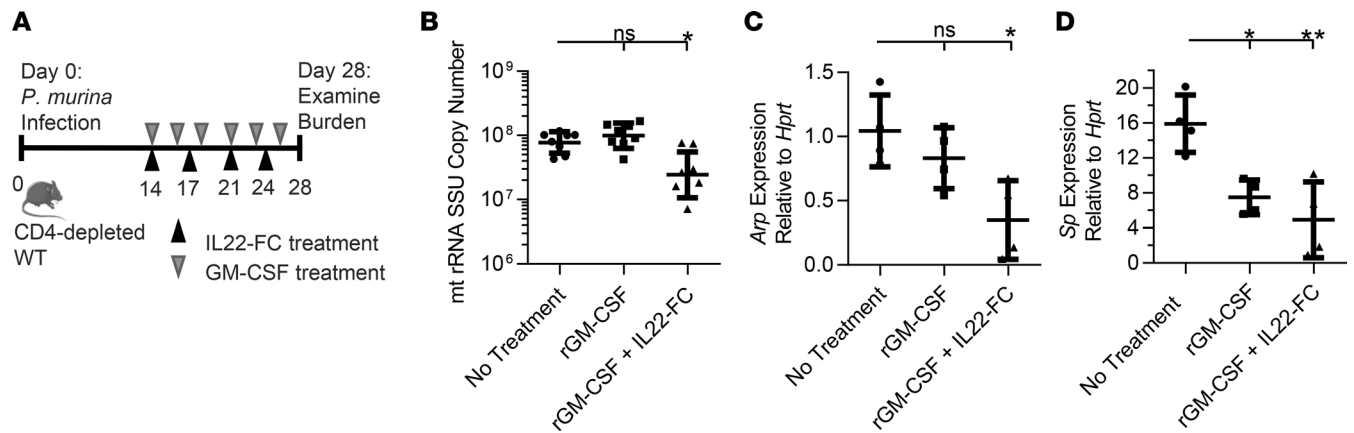 A
Day 0:
P. murina
Infection
Day 28:
Examine
Burden
0
14
17
21
24
28
CD4-depleted
WT
IL22-FC treatment
GM-CSF treatment
B
ns
*
mt rRNA SSU Copy Number
10⁹
10⁸
10⁷
10⁶
No Treatment
rGM-CSF
rGM-CSF + IL22-FC
C
ns
*
Arp Expression
Relative to Hprt
1.5
1.0
0.5
0.0
No Treatment
rGM-CSF
rGM-CSF + IL22-FC
D
*
**
Sp Expression
Relative to Hprt
20
16
12
8
4
0
No Treatment
rGM-CSF
rGM-CSF + IL22-FC